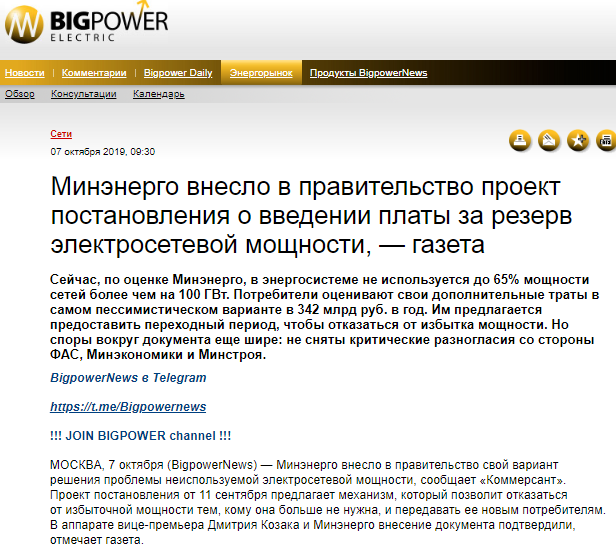 BIGPOWER
ELECTRIC
Новости | Комментарии | Bigpower Daily Энергорынок Продукты BigpowerNews
Обзор Консультации Календарь
Сети
07 октября 2019, 09:30
Минэнерго внесло в правительство проект
постановления о введении платы за резерв
электросетевой мощности, — газета
Сейчас, по оценке Минэнерго, в энергосистеме не используется до 65% мощности
сетей более чем на 100 ГВт. Потребители оценивают свои дополнительные траты в
самом пессимистическом варианте в 342 млрд руб. в год. Им предлагается
предоставить переходный период, чтобы отказаться от избытка мощности. Но
споры вокруг документа еще шире: не сняты критические разногласия со стороны
ФАС, Минэкономики и Минстроя.
BigpowerNews в Telegram
https://t.me/Bigpowernews
!!! JOIN BIGPOWER channel !!!
МОСКВА, 7 октября (BigpowerNews) — Минэнерго внесло в правительство свой вариант
решения проблемы неиспользуемой электросетевой мощности, сообщает «Коммерсант».
Проект постановления от 11 сентября предлагает механизм, который позволит отказаться
от избыточной мощности тем, кому она больше не нужна, и передавать ее новым потребителям.
В аппарате вице-премьера Дмитрия Козака и Минэнерго внесение документа подтвердили,
отмечает газета.